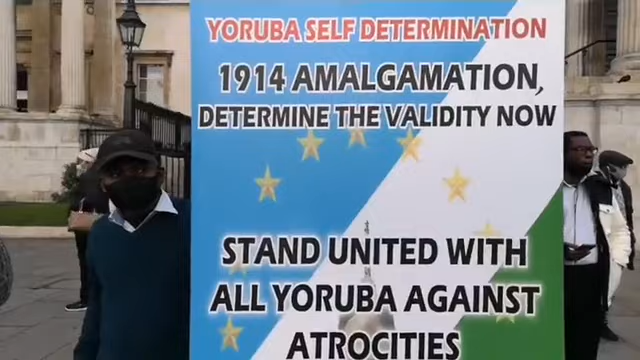 YORUBA SELF DETERMINATION
1914 AMALGAMATION,
DETERMINE THE VALIDITY NOW
STAND UNITED WITH
ALL YORUBA AGAINST
ATROCITIES